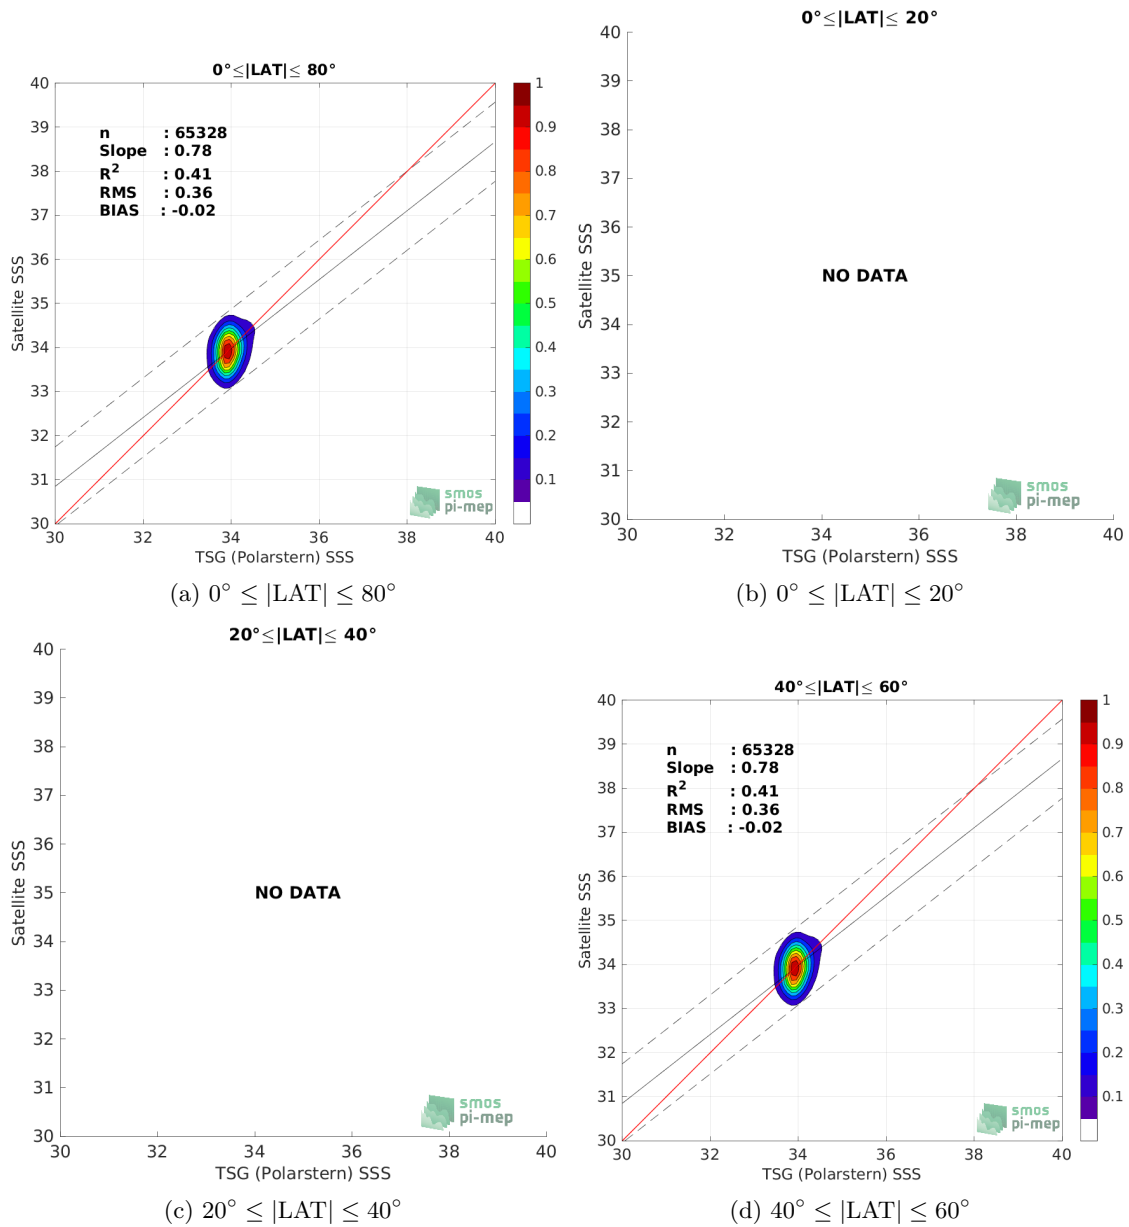 0°≤|LAT|≤ 80°
40
39
38
37
36
35
34
33
32
31
30
Satellite SSS
n : 65328
Slope : 0.78
R² : 0.41
RMS : 0.36
BIAS : -0.02
smos
pi-mep
30 32 34 36 38 40
TSG (Polarstern) SSS
1
0.9
0.8
0.7
0.6
0.5
0.4
0.3
0.2
0.1
(a) 0° ≤ |LAT| ≤ 80°
0°≤|LAT|≤ 20°
40
39
38
37
36
35
34
33
32
31
30
Satellite SSS
NO DATA
smos
pi-mep
30 32 34 36 38 40
TSG (Polarstern) SSS
(b) 0° ≤ |LAT| ≤ 20°
20°≤|LAT|≤ 40°
40
39
38
37
36
35
34
33
32
31
30
Satellite SSS
NO DATA
smos
pi-mep
30 32 34 36 38 40
TSG (Polarstern) SSS
(c) 20° ≤ |LAT| ≤ 40°
40°≤|LAT|≤ 60°
40
39
38
37
36
35
34
33
32
31
30
Satellite SSS
n : 65328
Slope : 0.78
R² : 0.41
RMS : 0.36
BIAS : -0.02
smos
pi-mep
30 32 34 36 38 40
TSG (Polarstern) SSS
1
0.9
0.8
0.7
0.6
0.5
0.4
0.3
0.2
0.1
(d) 40° ≤ |LAT| ≤ 60°